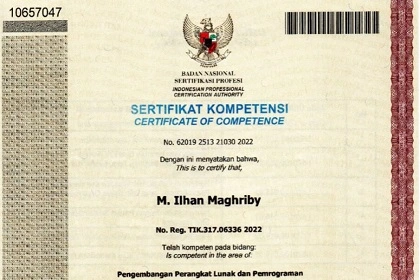 10657047
BADAN NASIONAL
SERTIFIKASI PROFESI
INDONESIAN PROFESSIONAL
CERTIFICATION AUTHORITY
SERTIFIKAT KOMPETENSI
CERTIFICATE OF COMPETENCE
No. 62019 2513 21030 2022
Dengan ini menyatakan bahwa,
This is to certify that,
M. Ilhan Maghriby
No. Reg. TIK.317.06336 2022
Telah kompeten pada bidang:
Is competent in the area of
Pengembangan Perangkat Lunak dan Pemrograman